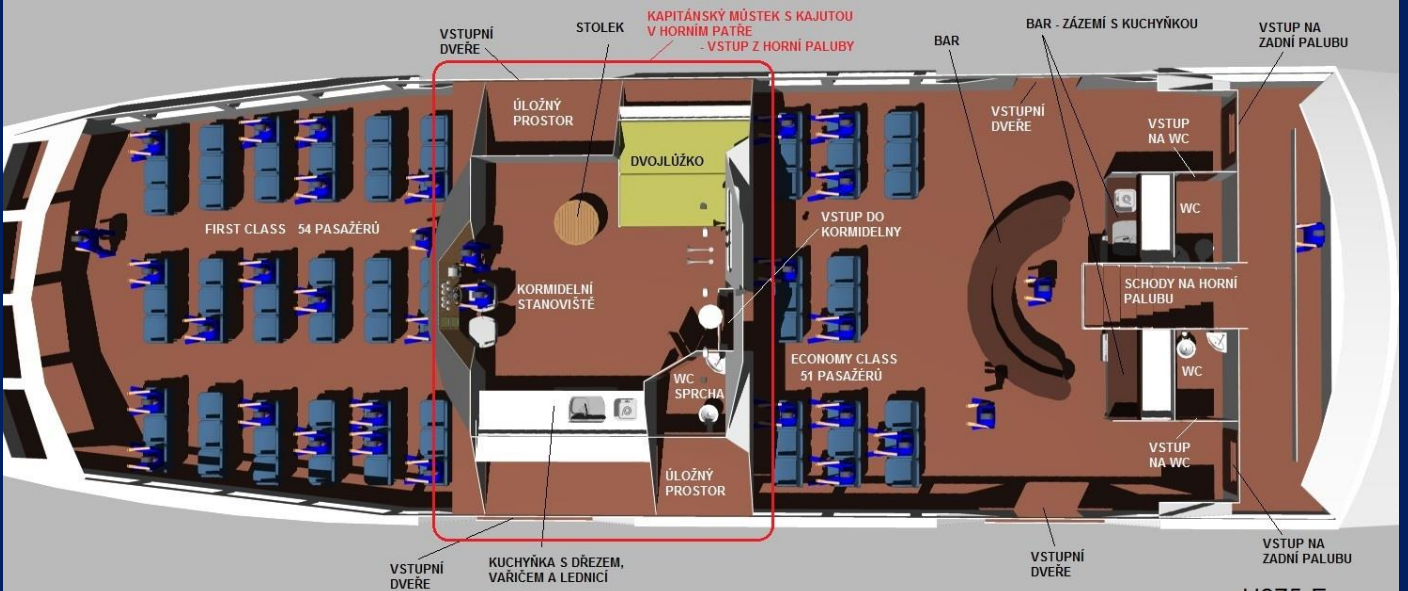 KAPITÁNSKÝ MŮSTEK S KAJUTOU
V HORNÍM PATŘE
- VSTUP Z HORNÍ PALUBY
VSTUPNÍ
DVEŘE
STOLEK
BAR
BAR - ZÁZEMÍ S KUCHYŇKOU
VSTUP NA
ZADNÍ PALUBU
ÚLOŽNÝ
PROSTOR
DVOJLŮŽKO
VSTUPNÍ
DVEŘE
VSTUP
NA WC
WC
FIRST CLASS 54 PASAŽÉRŮ
VSTUP DO
KORMIDELNY
KORMIDELNÍ
STANOVIŠTĚ
SCHODY NA HORNÍ
PALUBU
ECONOMY CLASS
51 PASAŽÉRŮ
WC
SPRCHA
WC
VSTUP
NA WC
ÚLOŽNÝ
PROSTOR
VSTUPNÍ
DVEŘE
KUCHYŇKA S DŘEZEM,
VAŘIČEM A LEDNICÍ
VSTUPNÍ
DVEŘE
VSTUP NA
ZADNÍ PALUBU